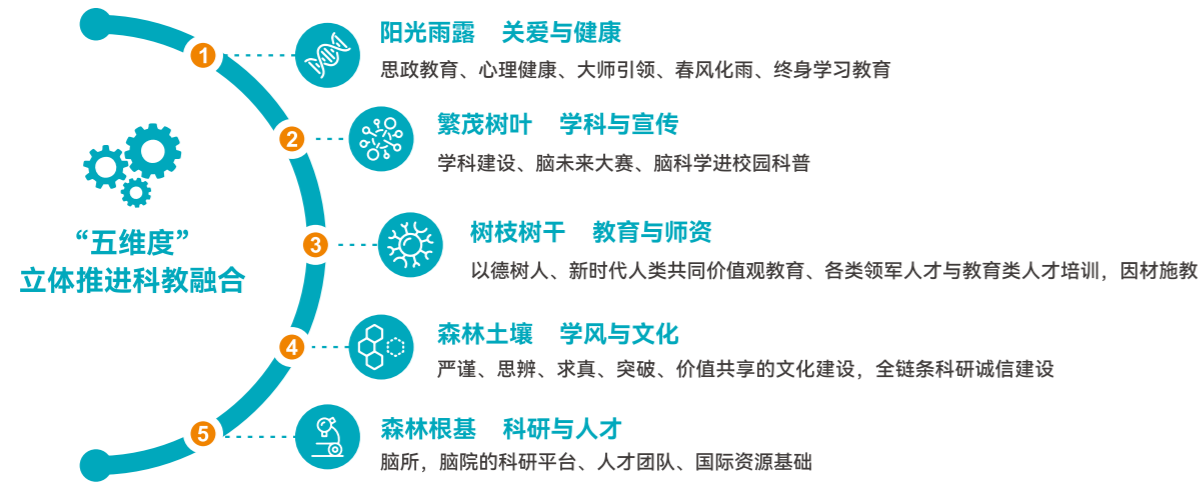 “五维度”
立体推进科教融合
1
阳光雨露 关爱与健康
思政教育、心理健康、大师引领、春风化雨、终身学习教育
2
繁茂树叶 学科与宣传
学科建设、脑未来大赛、脑科学进校园科普
3
树枝树干 教育与师资
以德树人、新时代人类共同价值观教育、各类领军人才与教育类人才培训，因材施教
4
森林土壤 学风与文化
严谨、思辨、求真、突破、价值共享的文化建设，全链条科研诚信建设
5
森林根基 科研与人才
脑所，脑院的科研平台、人才团队、国际资源基础